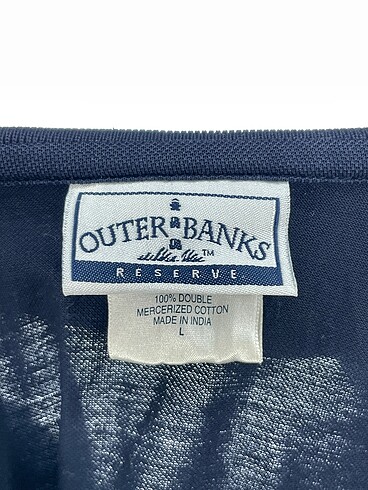 OUTER BANKS
TM
RESERVE
100% DOUBLE
MERCERIZED COTTON
MADE IN INDIA
L